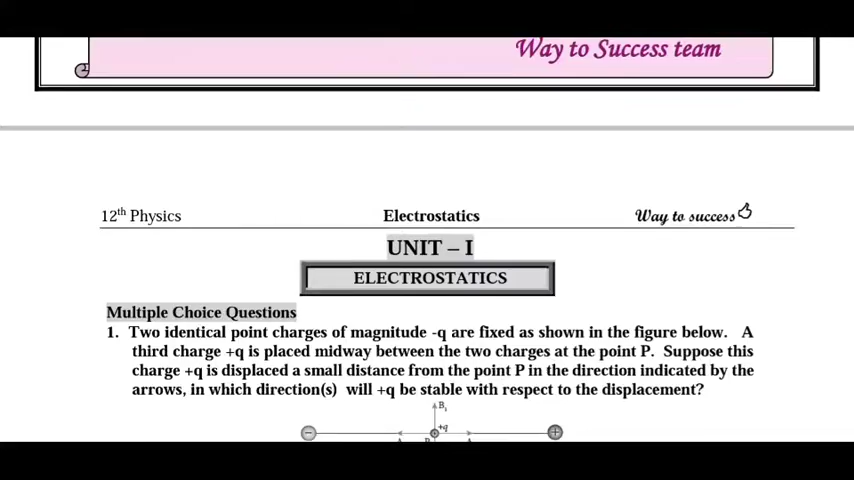 Way to Success team
12th Physics Electrostatics Way to success
UNIT – I
ELECTROSTATICS
Multiple Choice Questions
1. Two identical point charges of magnitude -q are fixed as shown in the figure below. A
third charge +q is placed midway between the two charges at the point P. Suppose this
charge +q is displaced a small distance from the point P in the direction indicated by the
arrows, in which direction(s) will +q be stable with respect to the displacement?
B₁
+q
− +